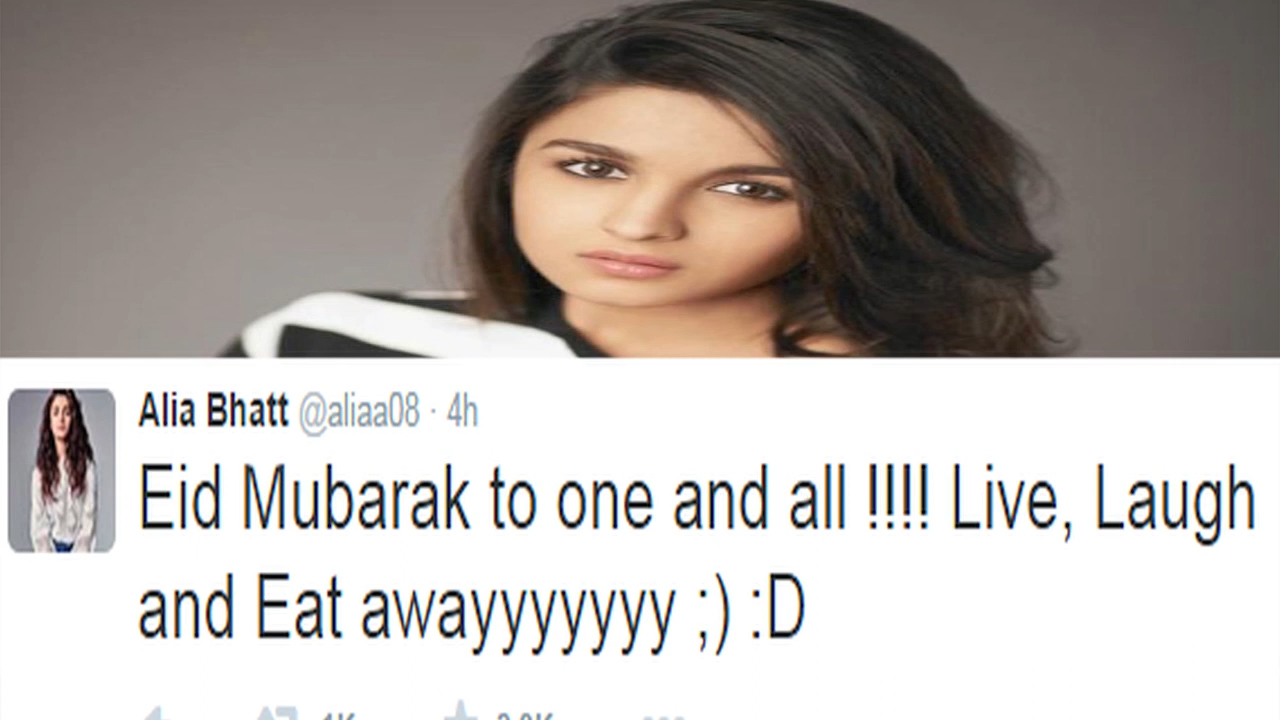 Alia Bhatt @aliaa08 · 4h
Eid Mubarak to one and all !!!! Live, Laugh
and Eat awayyyyyyy ;) :D